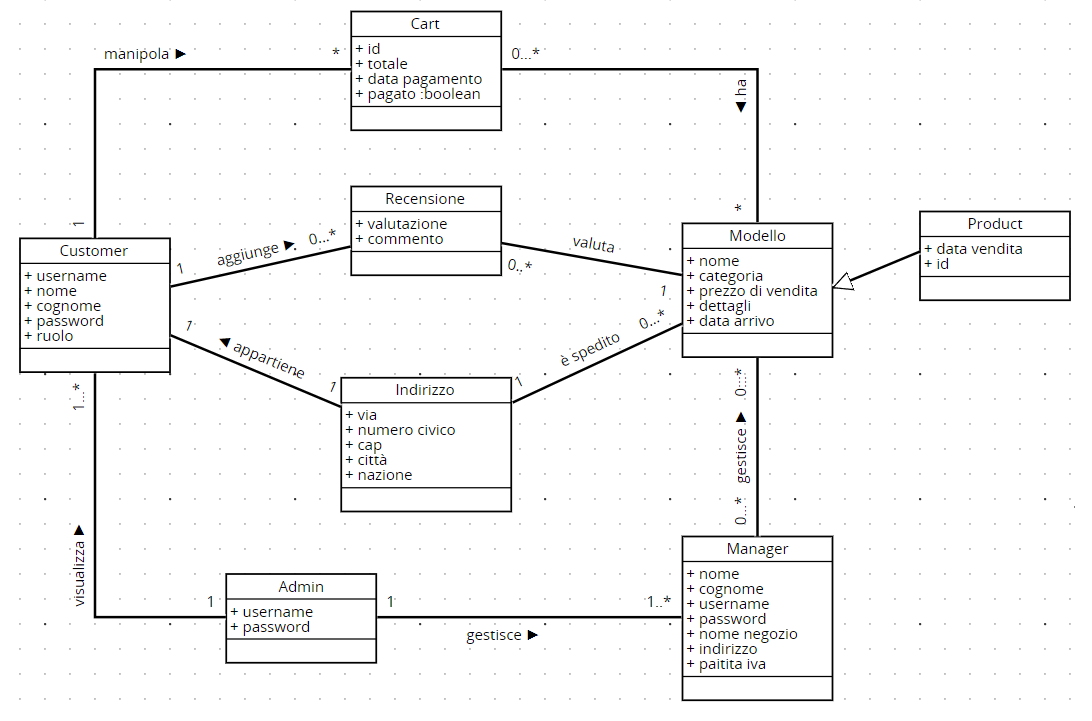 Cart
+ id
+ totale
+ data pagamento
+ pagato :boolean
manipola ►
*
0...*
◄ ha
1
*
Recensione
+ valutazione
+ commento
aggiunge ►
1
0...*
valuta
0..*
1
Customer
+ username
+ nome
+ cognome
+ password
+ ruolo
Modello
+ nome
+ categoria
+ prezzo di vendita
+ dettagli
+ data arrivo
Product
+ data vendita
+ id
1
◄ appartiene
1
1
è spedito
0...*
Indirizzo
+ via
+ numero civico
+ cap
+ città
+ nazione
1...*
visualizza ►
0...*
gestisce ►
0...*
Admin
+ username
+ password
1
1
1..*
gestisce ►
Manager
+ nome
+ cognome
+ username
+ password
+ nome negozio
+ indirizzo
+ paitita iva